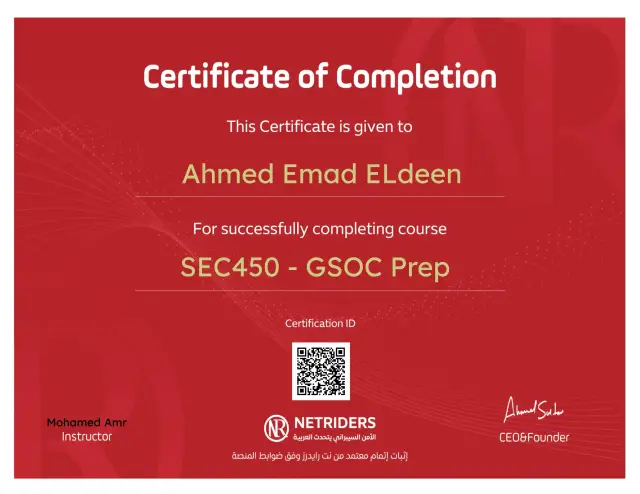 Certificate of Completion
This Certificate is given to
Ahmed Emad ELdeen
For successfully completing course
SEC450 - GSOC Prep
Certification ID
Mohamed Amr
Instructor
NR NETRIDERS
الأمن السيبراني يتحدث العربية
CEO&Founder
إثبات إتمام معتمد من نت رايدرز وفق ضوابط المنصة